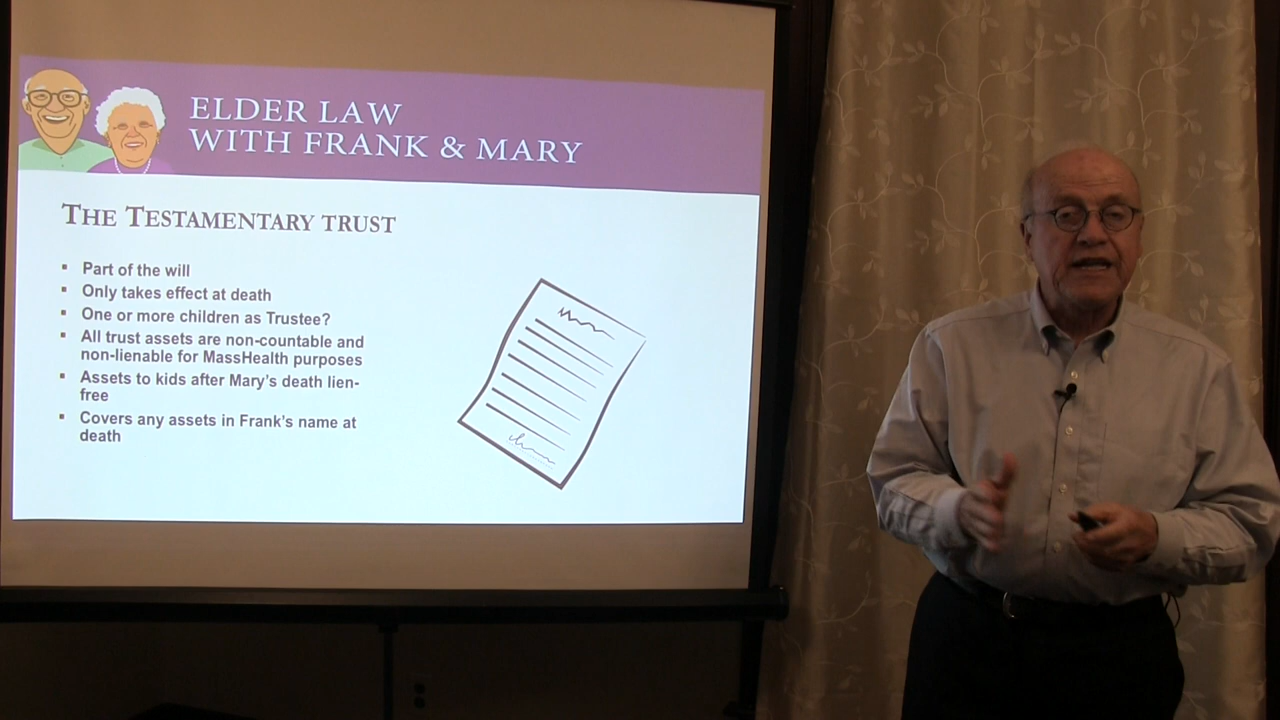 ELDER LAW
WITH FRANK & MARY
THE TESTAMENTARY TRUST
▪ Part of the will
▪ Only takes effect at death
▪ One or more children as Trustee?
▪ All trust assets are non-countable and
non-lienable for MassHealth purposes
▪ Assets to kids after Mary's death lien-
free
▪ Covers any assets in Frank's name at
death